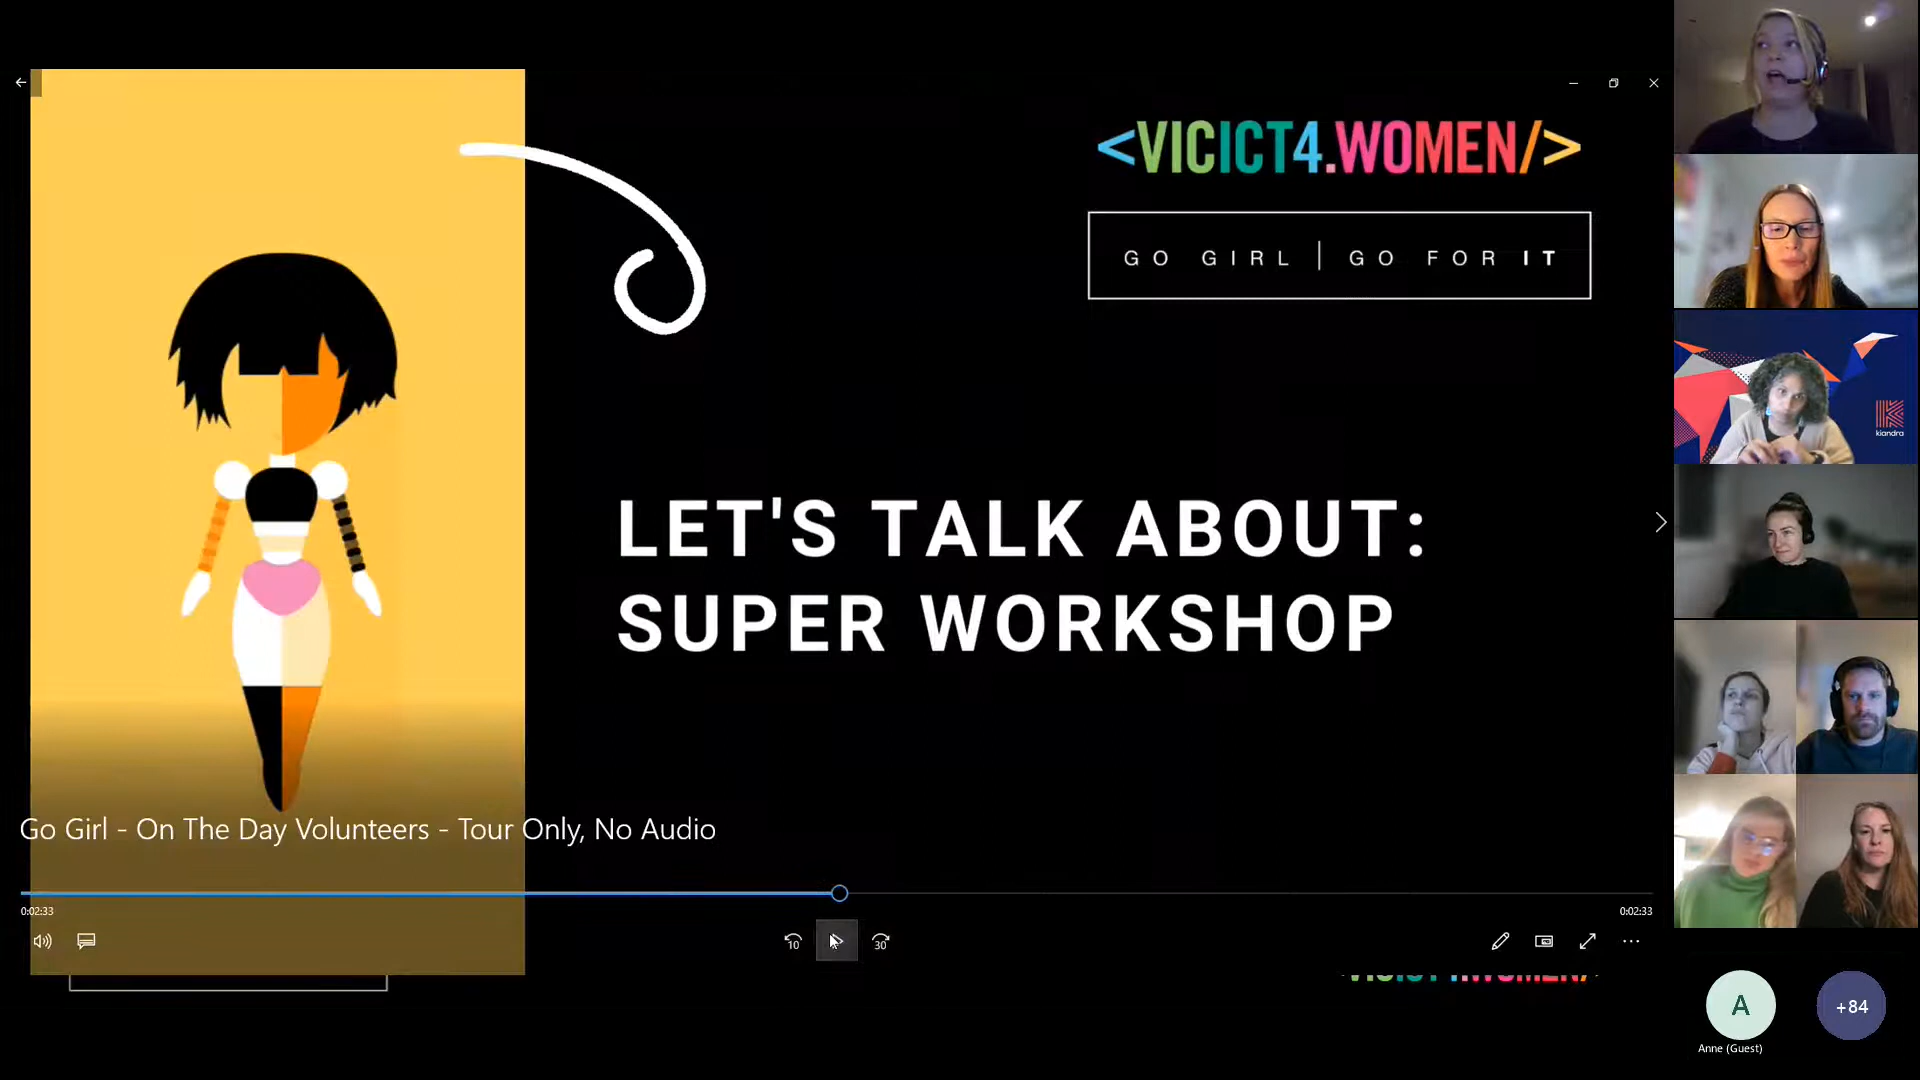 <VICICT4.WOMEN/>
GO GIRL | GO FOR IT
LET'S TALK ABOUT:
SUPER WORKSHOP
Go Girl - On The Day Volunteers - Tour Only, No Audio
0:02:33
0:02:33
10
30
kiandra
A
+84
Anne (Guest)